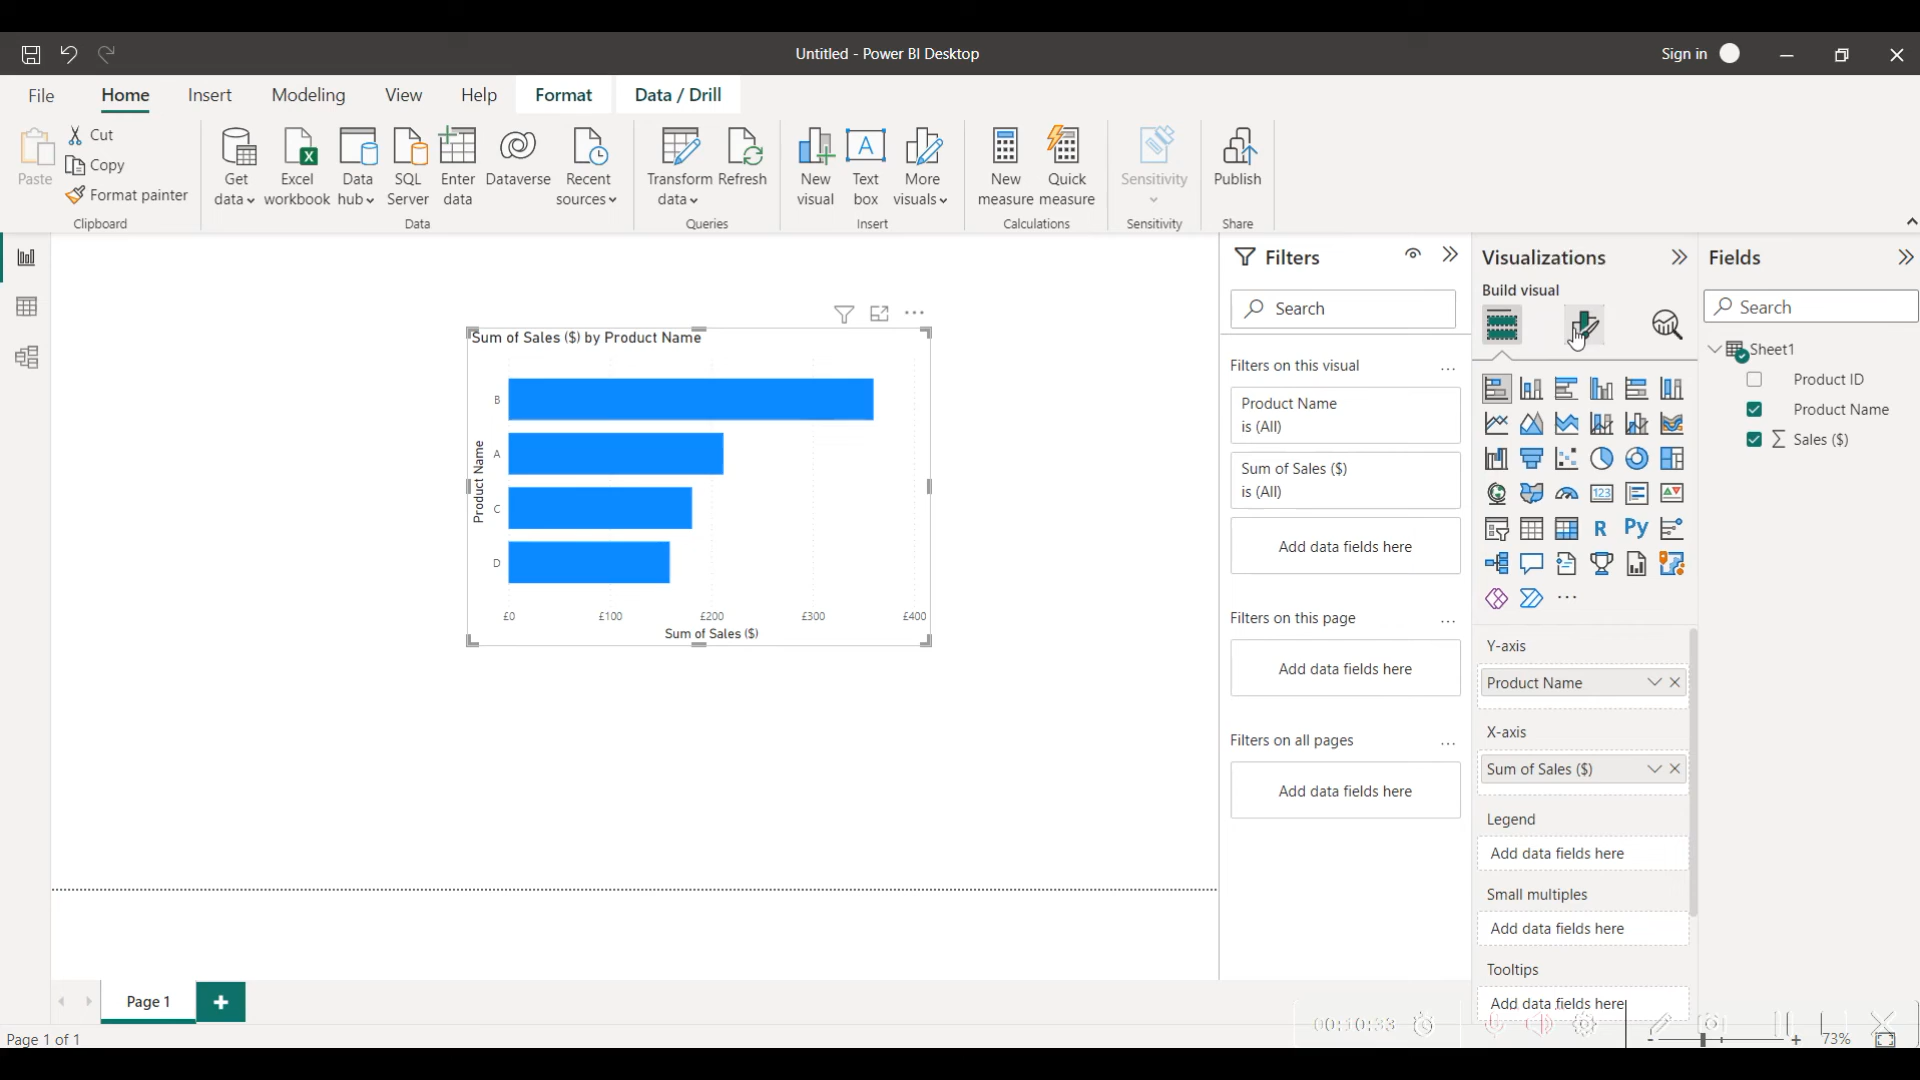 Untitled - Power BI Desktop
Sign in
File
Home
Insert
Modeling
View
Help
Format
Data / Drill
Paste
Cut
Copy
Format painter
Clipboard
Get data
Excel workbook
Data hub
SQL Server
Enter data
Dataverse
Recent sources
Data
Transform data
Refresh
Queries
New visual
A
Text box
More visuals
Insert
New measure
Quick measure
Calculations
Sensitivity
Sensitivity
Publish
Share
Sum of Sales ($) by Product Name
Product Name
B
A
C
D
£0
£100
£200
£300
£400
Sum of Sales ($)
Filters
Search
Filters on this visual
Product Name
is (All)
Sum of Sales ($)
is (All)
Add data fields here
Filters on this page
Add data fields here
Filters on all pages
Add data fields here
Visualizations
Build visual
123
R
Py
Y-axis
Product Name
X-axis
Sum of Sales ($)
Legend
Add data fields here
Small multiples
Add data fields here
Tooltips
Add data fields here
Fields
Search
Sheet1
Product ID
Product Name
Σ Sales ($)
Page 1
Page 1 of 1
00:10:33
- + 73%